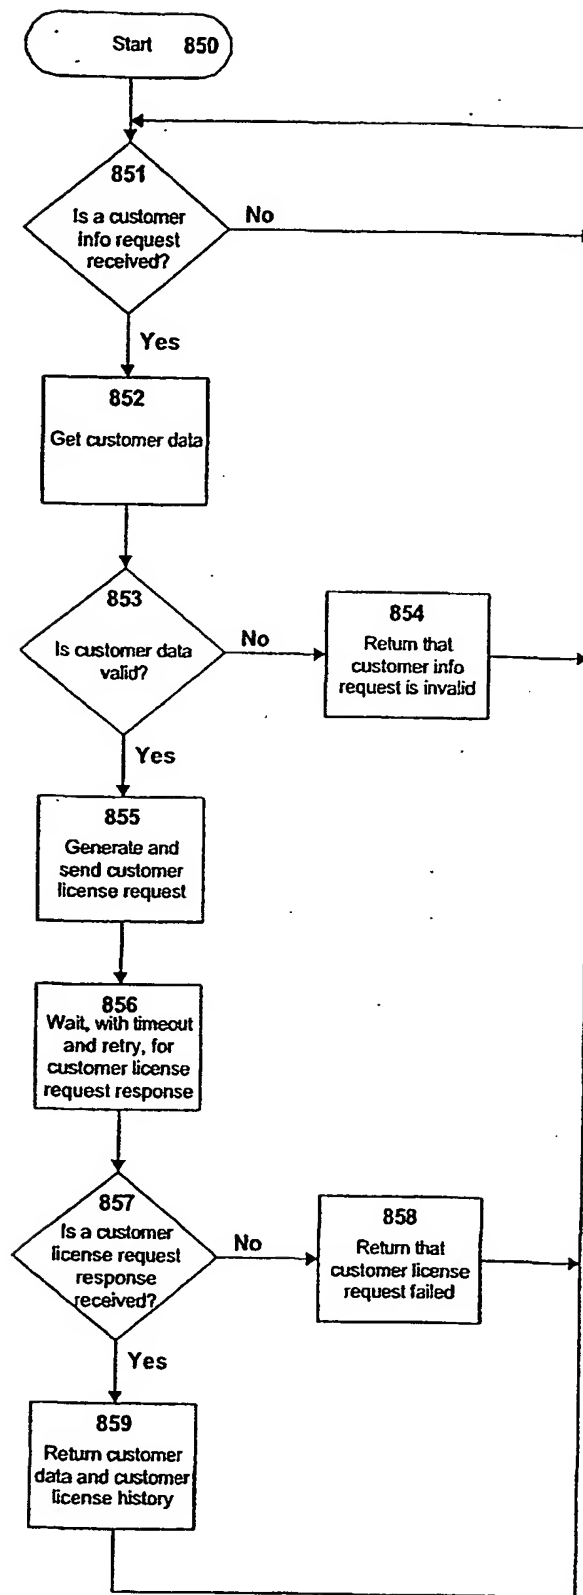 Start 850
851
Is a customer
info request
received?
No
Yes
852
Get customer data
853
Is customer data
valid?
No
854
Return that
customer info
request is invalid
Yes
855
Generate and
send customer
license request
856
Wait, with timeout
and retry, for
customer license
request response
857
Is a customer
license request
response
received?
No
858
Return that
customer license
request failed
Yes
859
Return customer
data and customer
license history